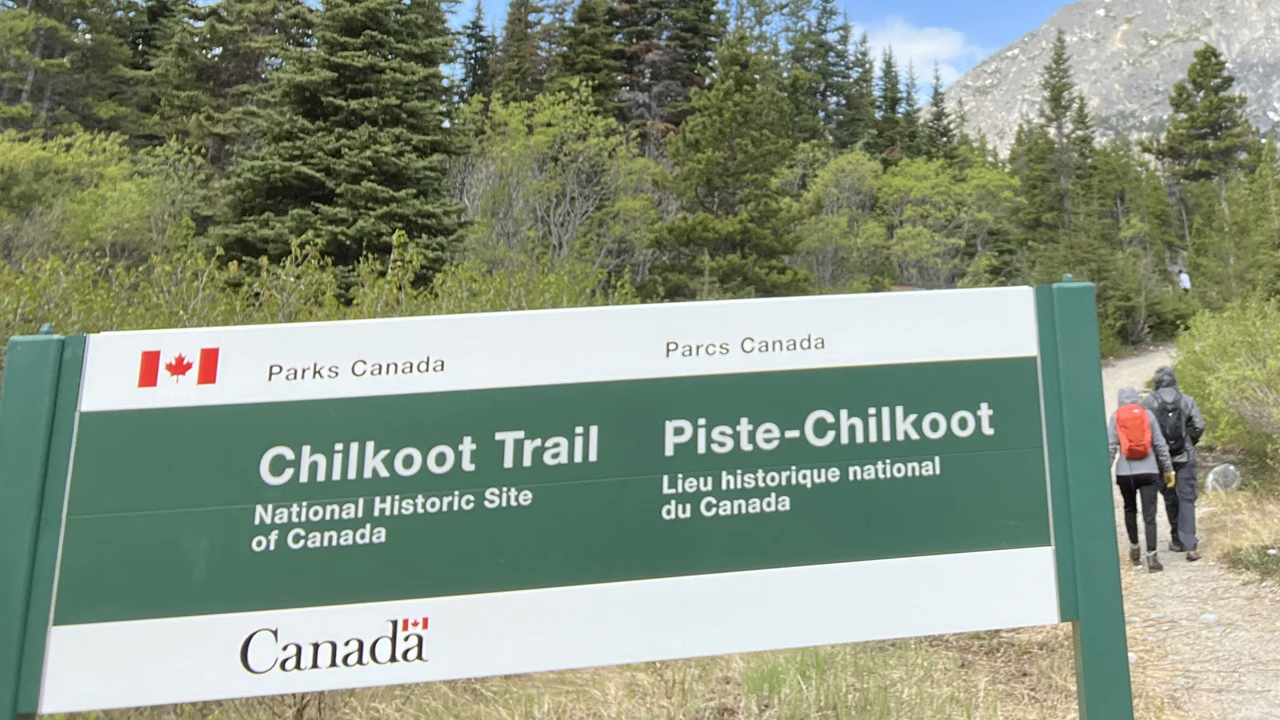 Parks Canada
Parcs Canada
Chilkoot Trail
National Historic Site
of Canada
Piste-Chilkoot
Lieu historique national
du Canada
Canada